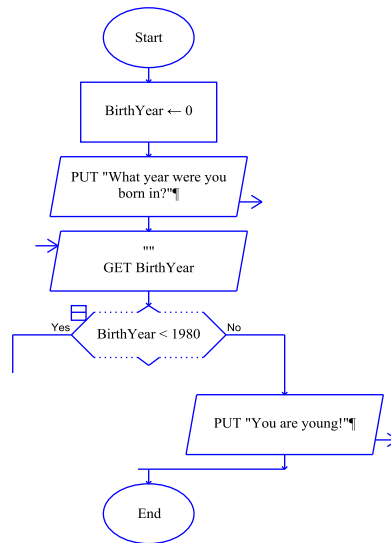 Start
BirthYear ← 0
PUT "What year were you
born in?"¶
""
GET BirthYear
Yes
BirthYear < 1980
No
PUT "You are young!"¶
End